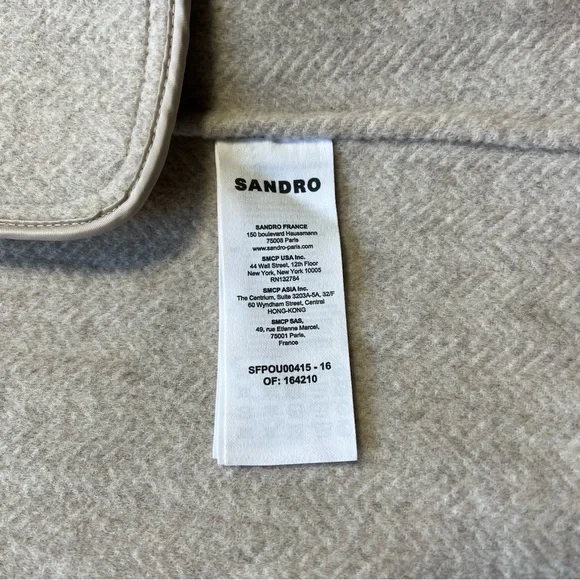 SANDRO
SANDRO FRANCE
150 boulevard Haussmann
75008 Paris
www.sandro-paris.com
SMCP USA Inc.
44 Wall Street, 12th Floor
New York, New York 10005
RN132784
SMCP ASIA Inc.
The Centrium, Suite 3203A-5A, 32/F
60 Wyndham Street, Central
HONG-KONG
SMCP SAS,
49, rue Etienne Marcel,
75001 Paris,
France
SFPOU00415 - 16
OF: 164210